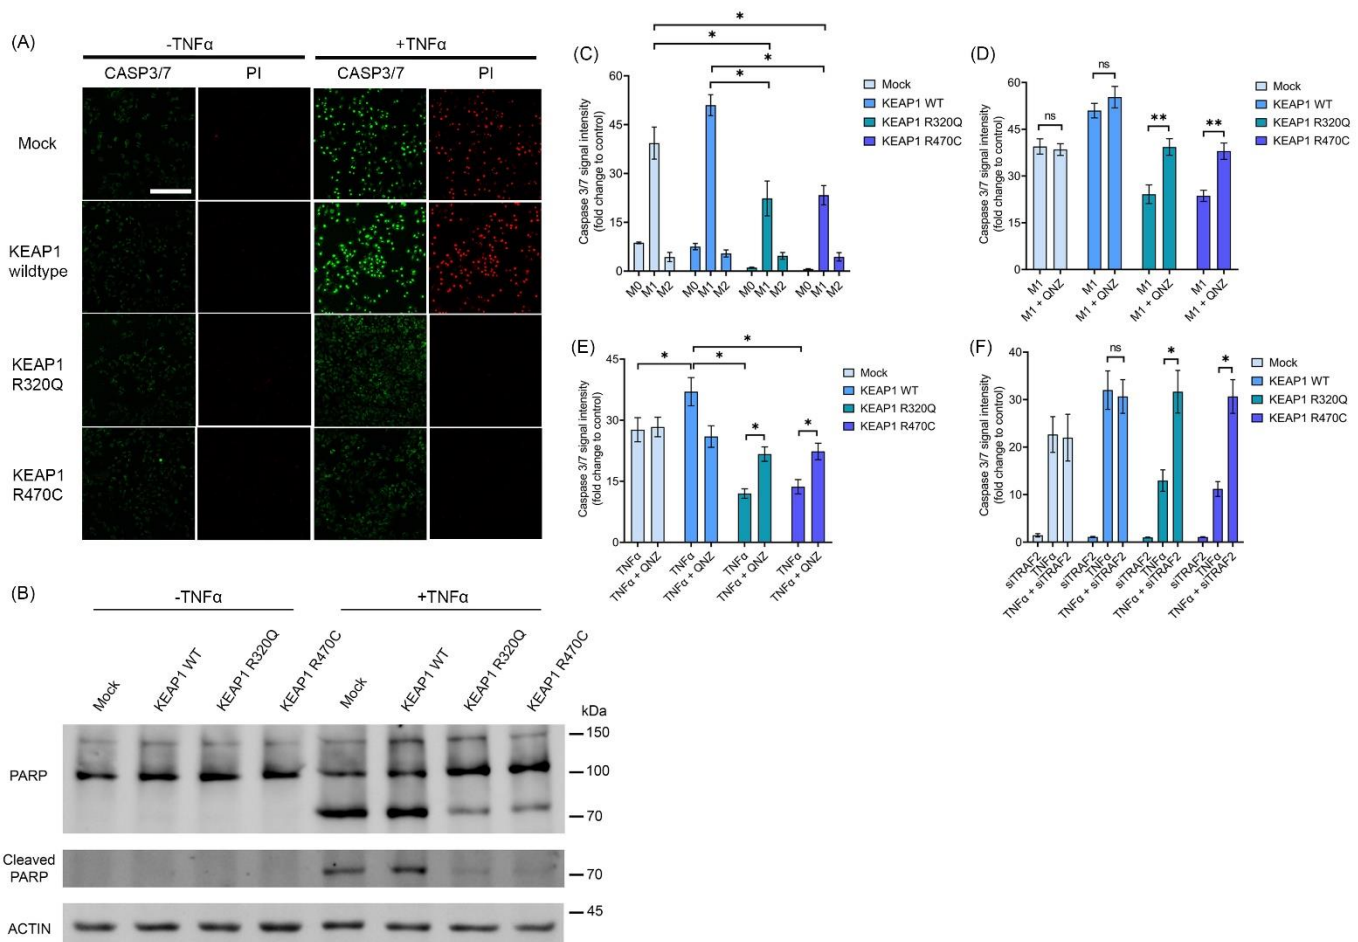 (A)
-TNFα
+TNFα
CASP3/7
PI
CASP3/7
PI
Mock
KEAP1
wildtype
KEAP1
R320Q
KEAP1
R470C
(B)
-TNFα
+TNFα
Mock
KEAP1 WT
KEAP1 R320Q
KEAP1 R470C
Mock
KEAP1 WT
KEAP1 R320Q
KEAP1 R470C
kDa
150
PARP
100
70
Cleaved
PARP
70
45
ACTIN
(C)
*
*
*
*
Caspase 3/7 signal intensity
(fold change to control)
60
45
30
15
0
M0
M1
M2
M0
M1
M2
M0
M1
M2
M0
M1
M2
Mock
KEAP1 WT
KEAP1 R320Q
KEAP1 R470C
(D)
Caspase 3/7 signal intensity
(fold change to control)
60
45
30
15
0
ns
ns
**
**
M1
M1 + QNZ
M1
M1 + QNZ
M1
M1 + QNZ
M1
M1 + QNZ
Mock
KEAP1 WT
KEAP1 R320Q
KEAP1 R470C
(E)
Caspase 3/7 signal intensity
(fold change to control)
45
30
15
0
*
*
*
*
*
TNFα
TNFα + QNZ
TNFα
TNFα + QNZ
TNFα
TNFα + QNZ
TNFα
TNFα + QNZ
Mock
KEAP1 WT
KEAP1 R320Q
KEAP1 R470C
(F)
Caspase 3/7 signal intensity
(fold change to control)
40
30
20
10
0
ns
*
*
siTRAF2
TNFα
TNFα + siTRAF2
siTRAF2
TNFα
TNFα + siTRAF2
siTRAF2
TNFα
TNFα + siTRAF2
siTRAF2
TNFα
TNFα + siTRAF2
Mock
KEAP1 WT
KEAP1 R320Q
KEAP1 R470C